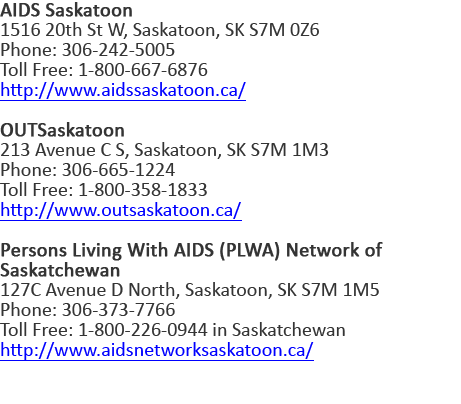 AIDS Saskatoon
1516 20th St W, Saskatoon, SK S7M 0Z6
Phone: 306-242-5005
Toll Free: 1-800-667-6876
http://www.aidssaskatoon.ca/
OUTSaskatoon
213 Avenue C S, Saskatoon, SK S7M 1M3
Phone: 306-665-1224
Toll Free: 1-800-358-1833
http://www.outsaskatoon.ca/
Persons Living With AIDS (PLWA) Network of
Saskatchewan
127C Avenue D North, Saskatoon, SK S7M 1M5
Phone: 306-373-7766
Toll Free: 1-800-226-0944 in Saskatchewan
http://www.aidsnetworksaskatoon.ca/